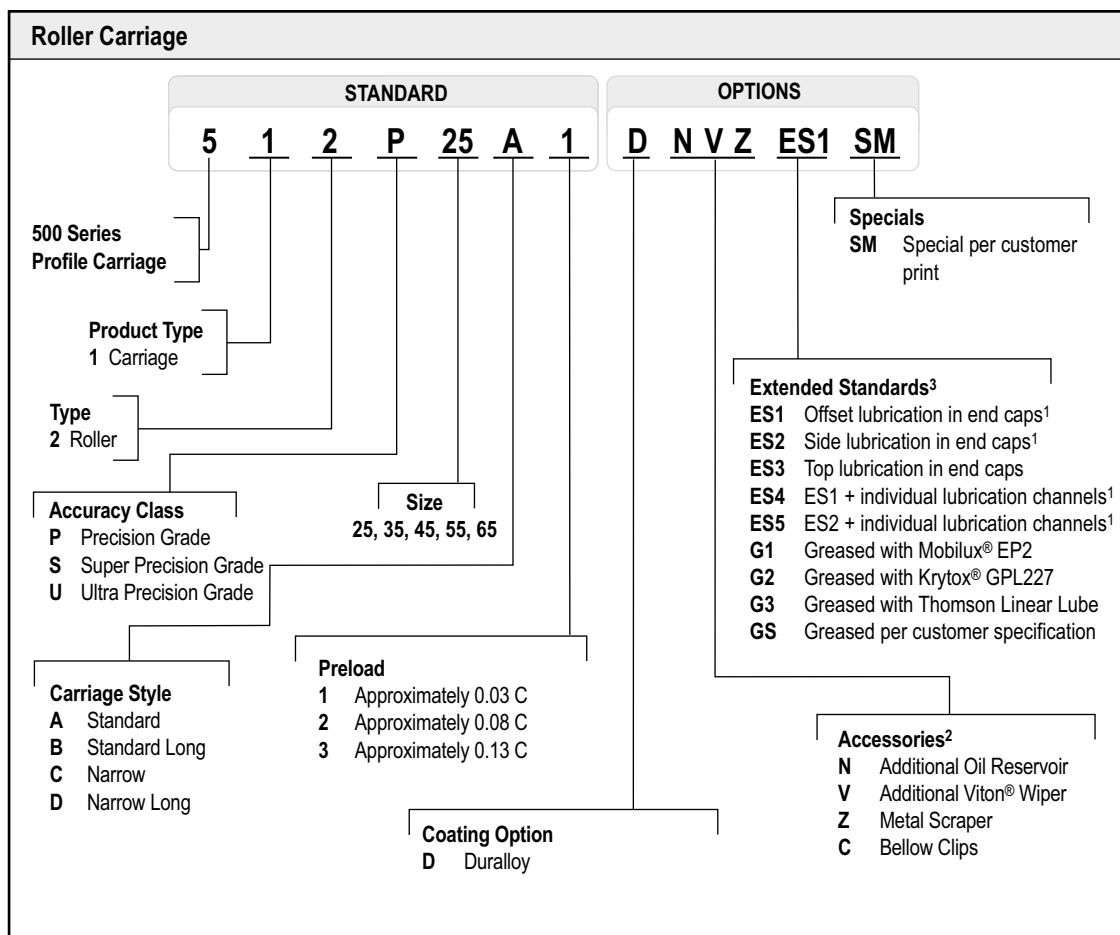 Roller Carriage
STANDARD
OPTIONS
5 1 2 P 25 A 1 D N V Z ES1 SM
500 Series
Profile Carriage
Product Type
1 Carriage
Type
2 Roller
Accuracy Class
P Precision Grade
S Super Precision Grade
U Ultra Precision Grade
Size
25, 35, 45, 55, 65
Carriage Style
A Standard
B Standard Long
C Narrow
D Narrow Long
Preload
1 Approximately 0.03 C
2 Approximately 0.08 C
3 Approximately 0.13 C
Coating Option
D Duralloy
Specials
SM Special per customer
print
Extended Standards³
ES1 Offset lubrication in end caps¹
ES2 Side lubrication in end caps¹
ES3 Top lubrication in end caps
ES4 ES1 + individual lubrication channels¹
ES5 ES2 + individual lubrication channels¹
G1 Greased with Mobilux® EP2
G2 Greased with Krytox® GPL227
G3 Greased with Thomson Linear Lube
GS Greased per customer specification
Accessories²
N Additional Oil Reservoir
V Additional Viton® Wiper
Z Metal Scraper
C Bellow Clips